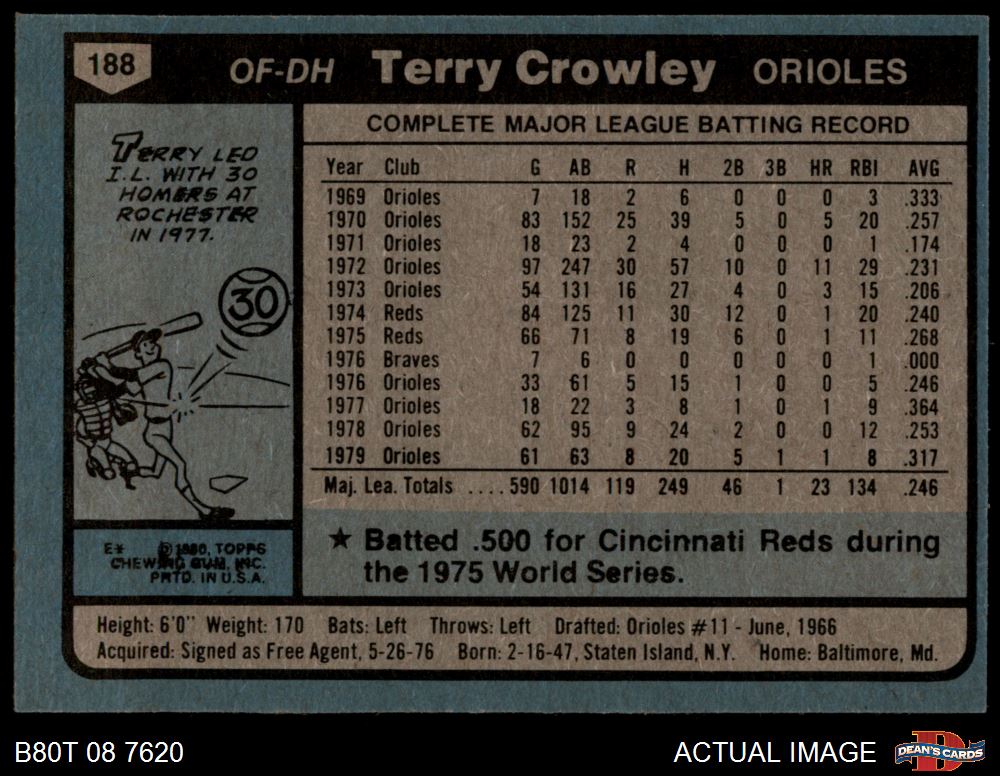 188 OF-DH Terry Crowley ORIOLES
TERRY LED
I.L. WITH 30
HOMERS AT
ROCHESTER
IN 1977.
30
E* © 1980, TOPPS
CHEWING GUM, INC.
PRTD. IN U.S.A.
COMPLETE MAJOR LEAGUE BATTING RECORD
Year Club G AB R H 2B 3B HR RBI AVG
1969 Orioles 7 18 2 6 0 0 0 3 .333
1970 Orioles 83 152 25 39 5 0 5 20 .257
1971 Orioles 18 23 2 4 0 0 0 1 .174
1972 Orioles 97 247 30 57 10 0 11 29 .231
1973 Orioles 54 131 16 27 4 0 3 15 .206
1974 Reds 84 125 11 30 12 0 1 20 .240
1975 Reds 66 71 8 19 6 0 1 11 .268
1976 Braves 7 6 0 0 0 0 0 1 .000
1976 Orioles 33 61 5 15 1 0 0 5 .246
1977 Orioles 18 22 3 8 1 0 1 9 .364
1978 Orioles 62 95 9 24 2 0 0 12 .253
1979 Orioles 61 63 8 20 5 1 1 8 .317
Maj. Lea. Totals ....590 1014 119 249 46 1 23 134 .246
★ Batted .500 for Cincinnati Reds during
the 1975 World Series.
Height: 6'0" Weight: 170 Bats: Left Throws: Left Drafted: Orioles #11 - June, 1966
Acquired: Signed as Free Agent, 5-26-76 Born: 2-16-47, Staten Island, N.Y. Home: Baltimore, Md.
B80T 08 7620 ACTUAL IMAGE DEAN'S CARDS